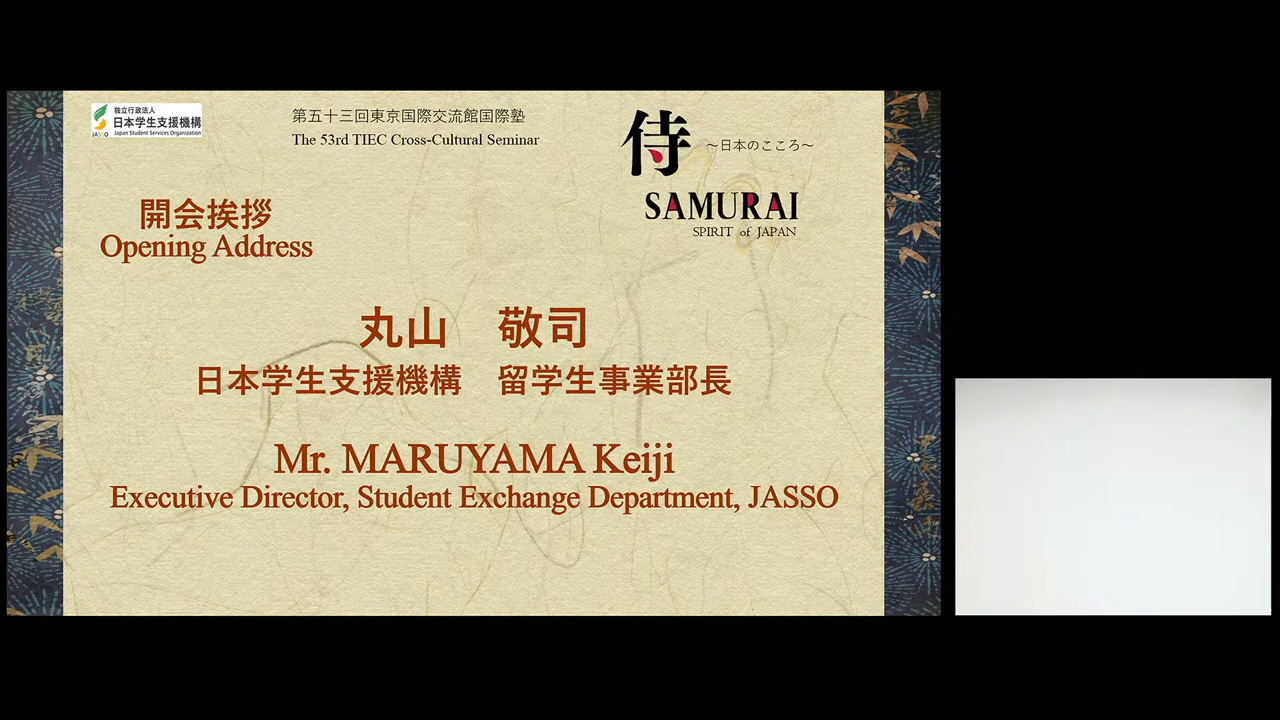 独立行政法人
日本学生支援機構
JASSO Japan Student Services Organization
第五十三回東京国際交流館国際塾
The 53rd TIEC Cross-Cultural Seminar
侍 ～日本のこころ～
SAMURAI
SPIRIT of JAPAN
開会挨拶
Opening Address
丸山　敬司
日本学生支援機構　留学生事業部長
Mr. MARUYAMA Keiji
Executive Director, Student Exchange Department, JASSO